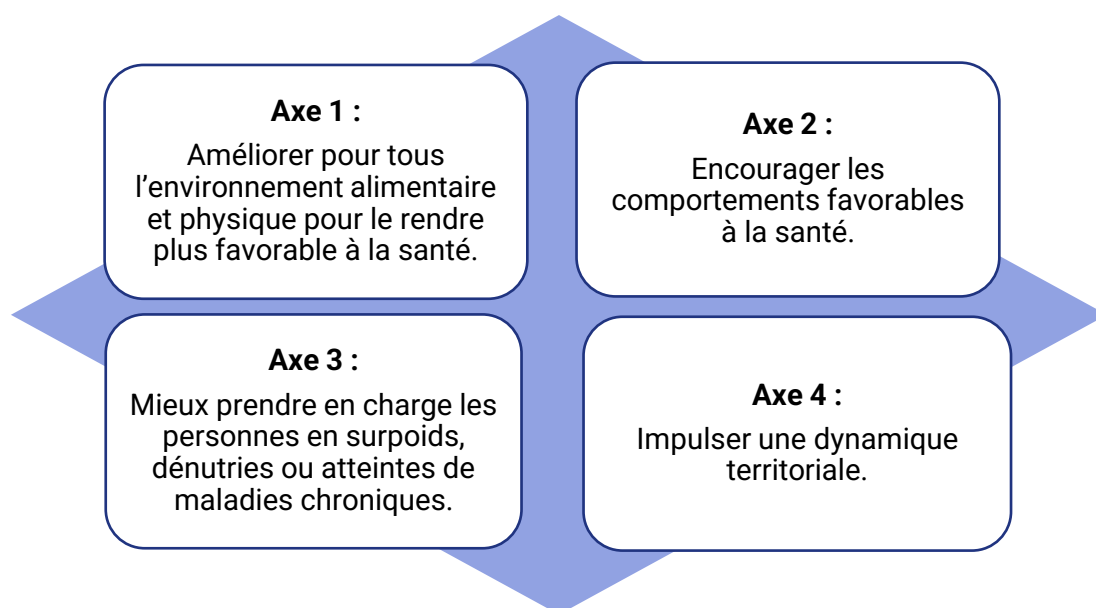 Axe 1 :
Améliorer pour tous
l’environnement alimentaire
et physique pour le rendre
plus favorable à la santé.
Axe 2 :
Encourager les
comportements favorables
à la santé.
Axe 3 :
Mieux prendre en charge les
personnes en surpoids,
dénutries ou atteintes de
maladies chroniques.
Axe 4 :
Impulser une dynamique
territoriale.